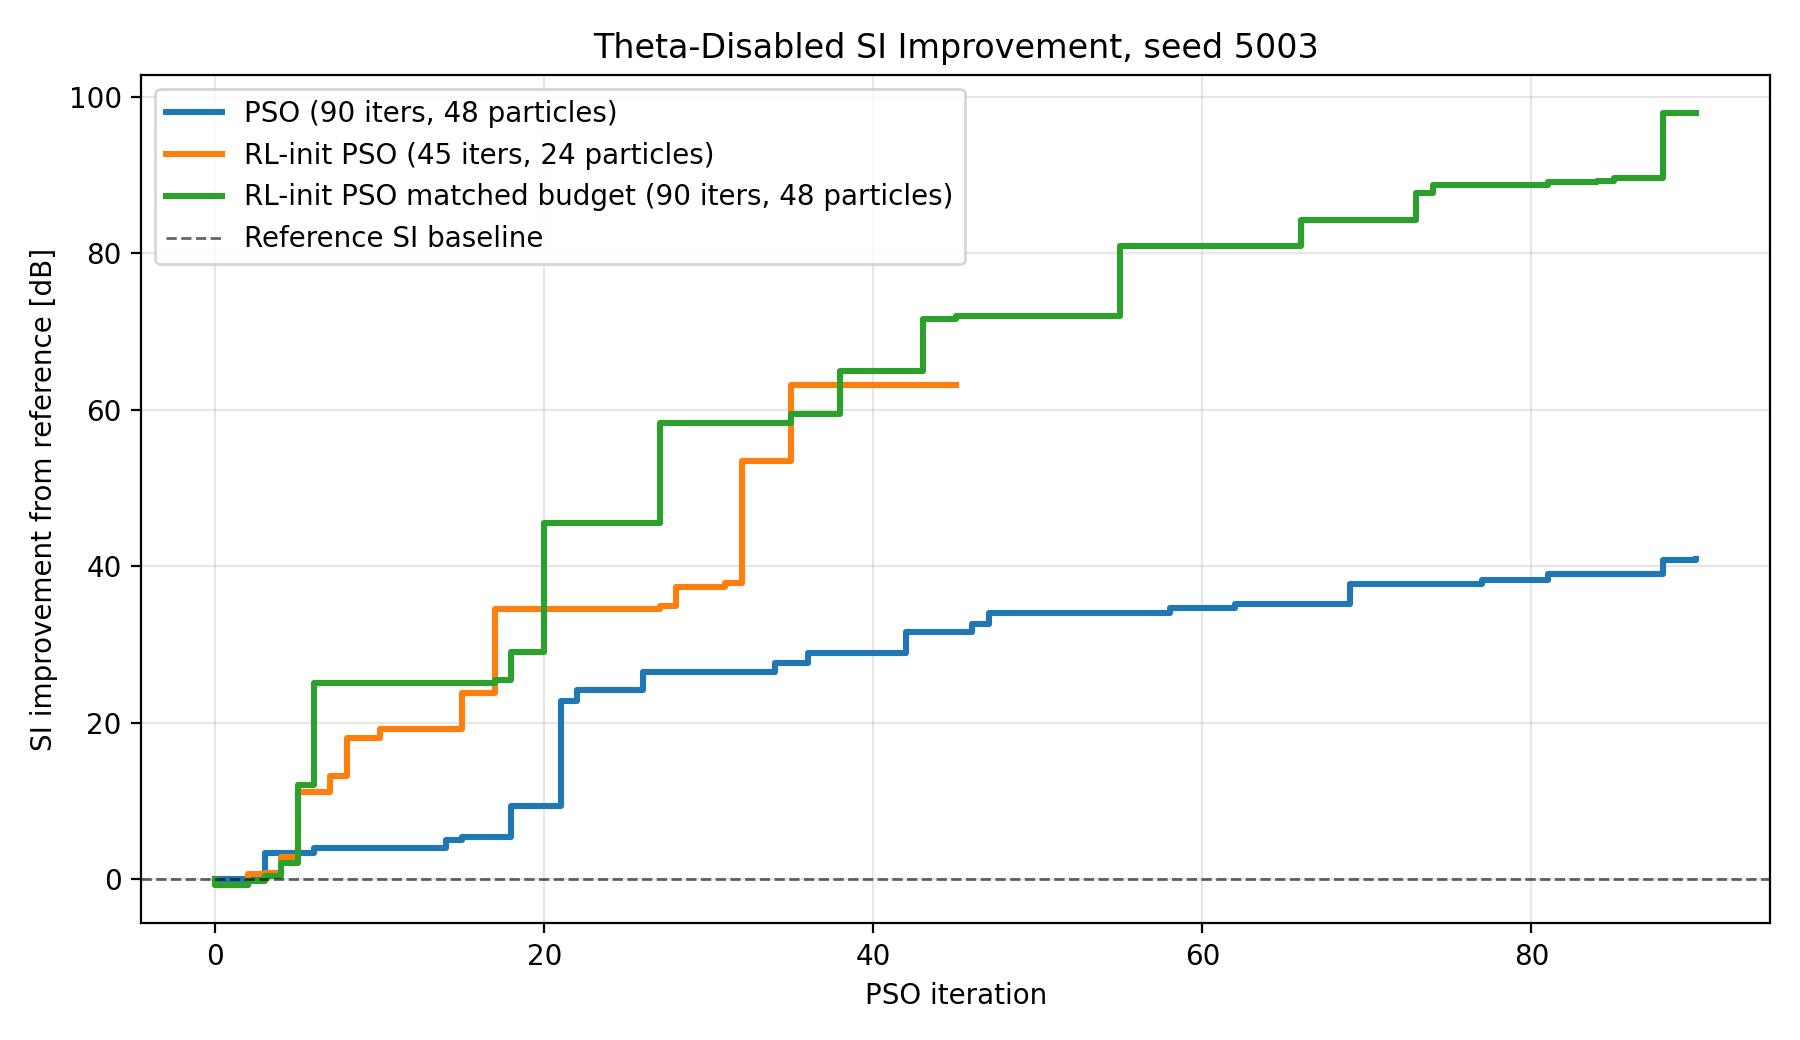 Theta-Disabled SI Improvement, seed 5003
PSO (90 iters, 48 particles)
RL-init PSO (45 iters, 24 particles)
RL-init PSO matched budget (90 iters, 48 particles)
Reference SI baseline
SI improvement from reference [dB]
100
80
60
40
20
0
0
20
40
60
80
PSO iteration